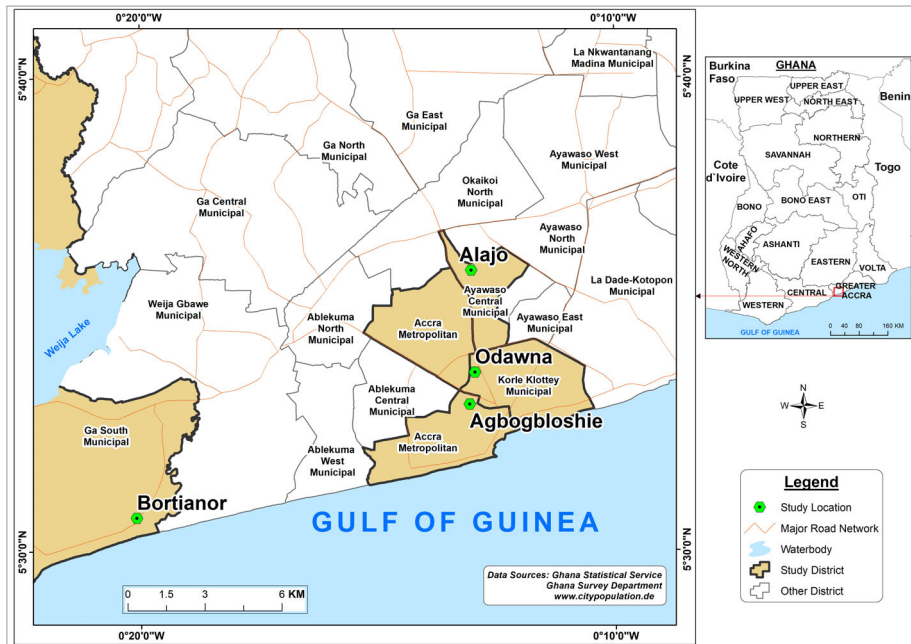 0°20'0"W
0°10'0"W
5°40'0"N
5°40'0"N
La Nkwantanang
Madina Municipal
Ga East
Municipal
Ga North
Municipal
Ayawaso West
Municipal
Okaikoi
North
Municipal
Ga Central
Municipal
Ayawaso
North
Municipal
Alajo
La Dade-Kotopon
Municipal
Ayawaso
Central
Municipal
Weija Gbawe
Municipal
Ablekuma
North
Municipal
Accra
Metropolitan
Ayawaso East
Municipal
Weija Lake
Odawna
Korle Klottey
Municipal
Ablekuma
Central
Municipal
Agbogbloshie
Ga South
Municipal
Accra
Metropolitan
Ablekuma
West
Municipal
Bortianor
GULF OF GUINEA
5°30'0"N
5°30'0"N
Data Sources: Ghana Statistical Service
Ghana Survey Department
www.citypopulation.de
0 1.5 3 6 KM
0°20'0"W
0°10'0"W
GHANA
Burkina
Faso
UPPER EAST
Benin
UPPER WEST
NORTH EAST
NORTHERN
SAVANNAH
Cote
d`Ivoire
Togo
BONO
BONO EAST
OTI
AHAFO
ASHANTI
WESTERN
NORTH
EASTERN
VOLTA
CENTRAL
GREATER
ACCRA
WESTERN
GULF OF GUINEA
0 40 80 160 KM
N
W E
S
Legend
Study Location
Major Road Network
Waterbody
Study District
Other District